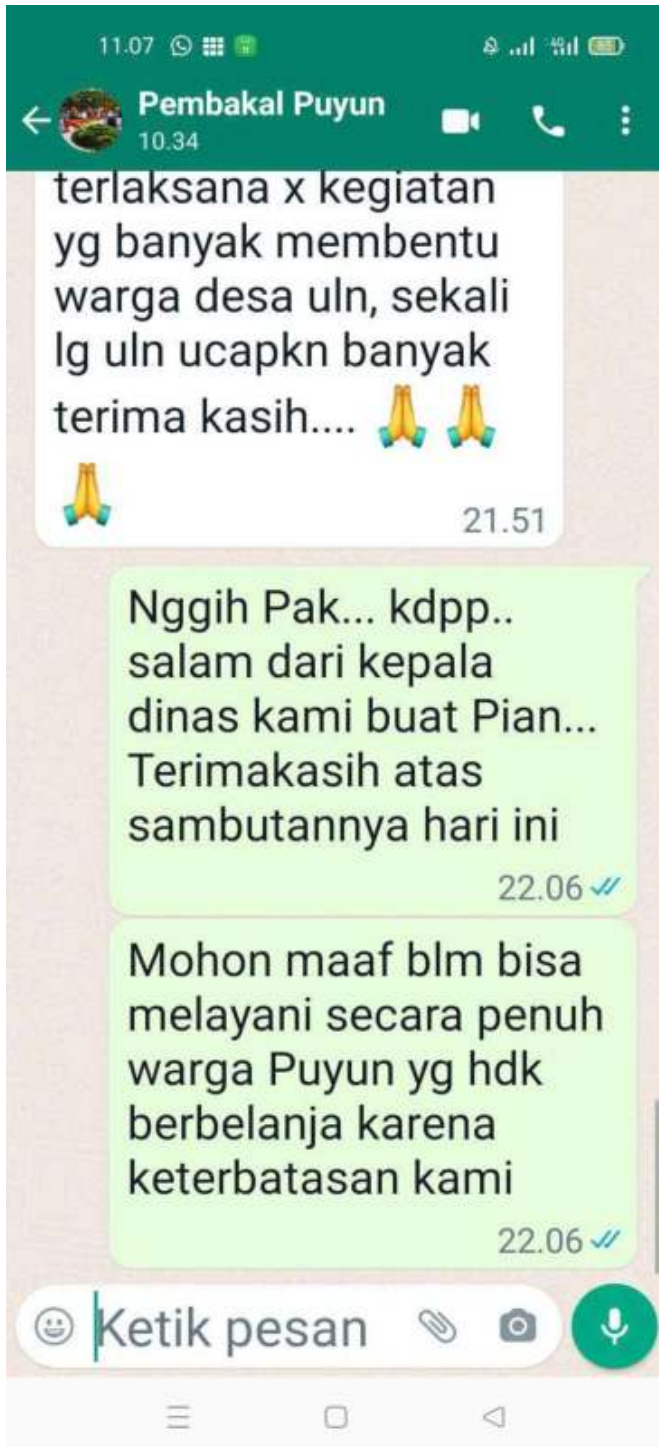 11.07
Pembakal Puyun
10.34
terlaksana x kegiatan
yg banyak membentu
warga desa uln, sekali
lg uln ucapkn banyak
terima kasih.... 🙏 🙏
🙏
21.51
Nggih Pak... kdpp..
salam dari kepala
dinas kami buat Pian...
Terimakasih atas
sambutannya hari ini
22.06
Mohon maaf blm bisa
melayani secara penuh
warga Puyun yg hdk
berbelanja karena
keterbatasan kami
22.06
Ketik pesan